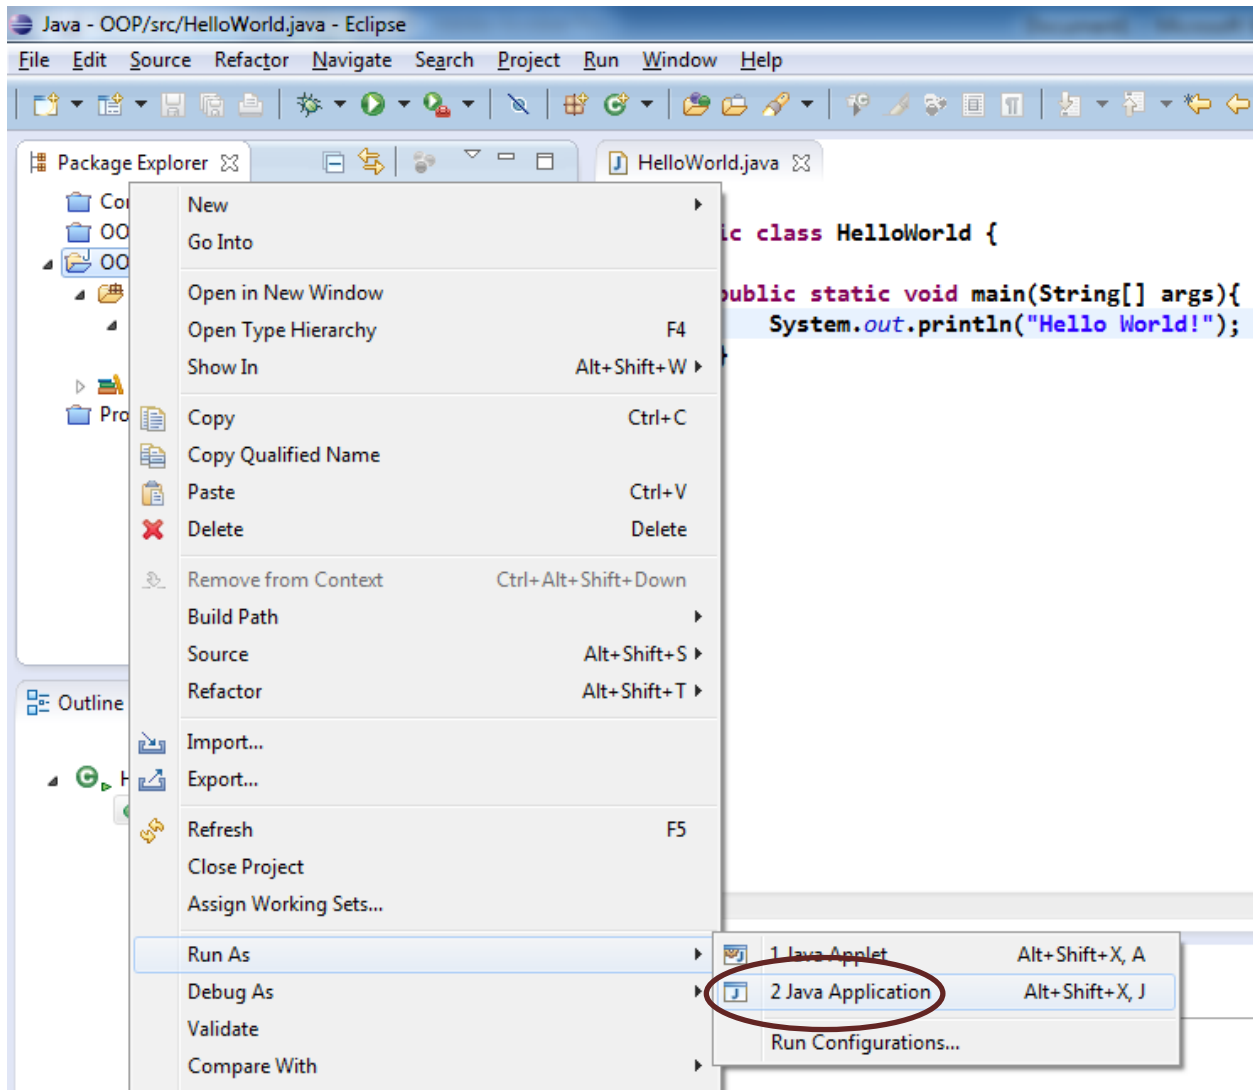 Java - OOP/src/HelloWorld.java - Eclipse
File Edit Source Refactor Navigate Search Project Run Window Help
Package Explorer
HelloWorld.java
OO
OO
Pro
Outline
New
Go Into
Open in New Window
Open Type Hierarchy F4
Show In Alt+Shift+W
Copy Ctrl+C
Copy Qualified Name
Paste Ctrl+V
Delete Delete
Remove from Context Ctrl+Alt+Shift+Down
Build Path
Source Alt+Shift+S
Refactor Alt+Shift+T
Import...
Export...
Refresh F5
Close Project
Assign Working Sets...
Run As
Debug As
Validate
Compare With
ic class HelloWorld {
public static void main(String[] args){
System.out.println("Hello World!");
}
1 Java Applet Alt+Shift+X, A
2 Java Application Alt+Shift+X, J
Run Configurations...